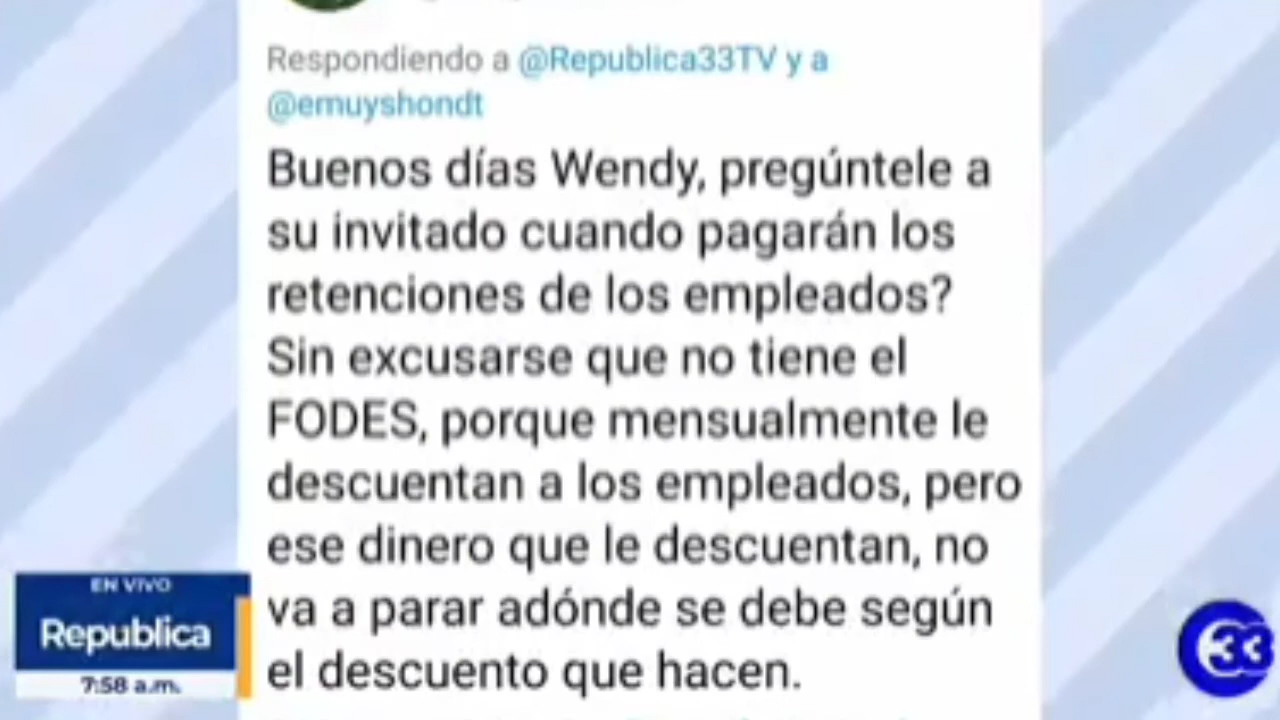 Respondiendo a @Republica33TV y a
@emuyshondt
Buenos días Wendy, pregúntele a
su invitado cuando pagarán los
retenciones de los empleados?
Sin excusarse que no tiene el
FODES, porque mensualmente le
descuentan a los empleados, pero
ese dinero que le descuentan, no
va a parar adónde se debe según
el descuento que hacen.
EN VIVO
Republica
7:58 a.m.
33